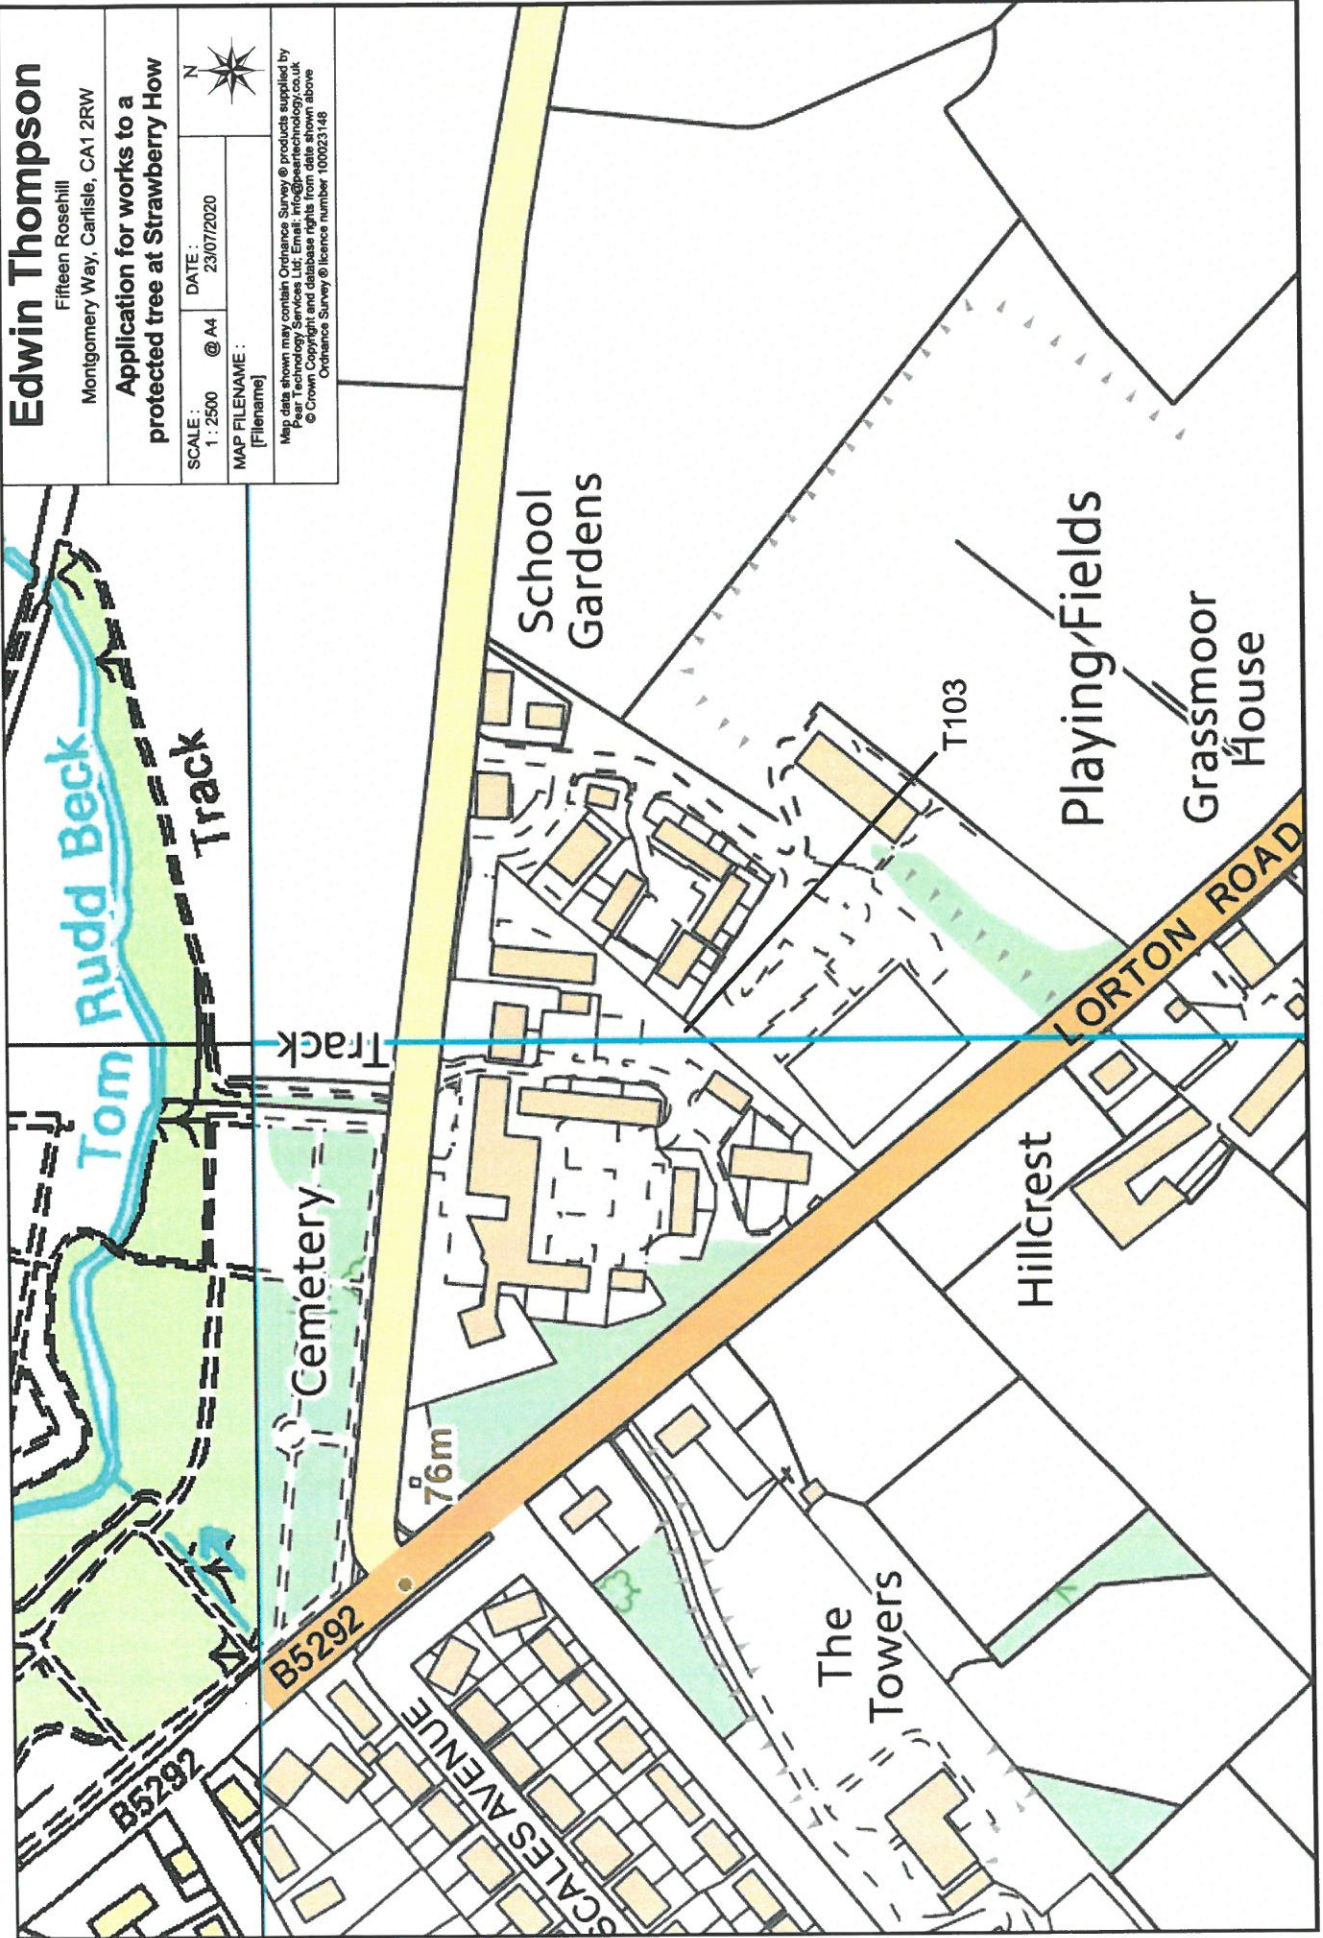 Edwin Thompson
Fifteen Rosehill
Montgomery Way, Carlisle, CA1 2RW
Application for works to a
protected tree at Strawberry How
SCALE :
1 : 2500 @ A4
DATE :
23/07/2020
N
MAP FILENAME :
[Filename]
Map data shown may contain Ordnance Survey ® products supplied by
Pear Technology Services Ltd; Email: info@peartechnology.co.uk
© Crown Copyright and database rights from date shown above
Ordnance Survey ® licence number 100023148
Tom Rudd Beck
Track
Track
Cemetery
School
Gardens
76m
B5292
B5292
SCALES AVENUE
T103
Playing Fields
Grassmoor
House
LORTON ROAD
Hillcrest
The
Towers